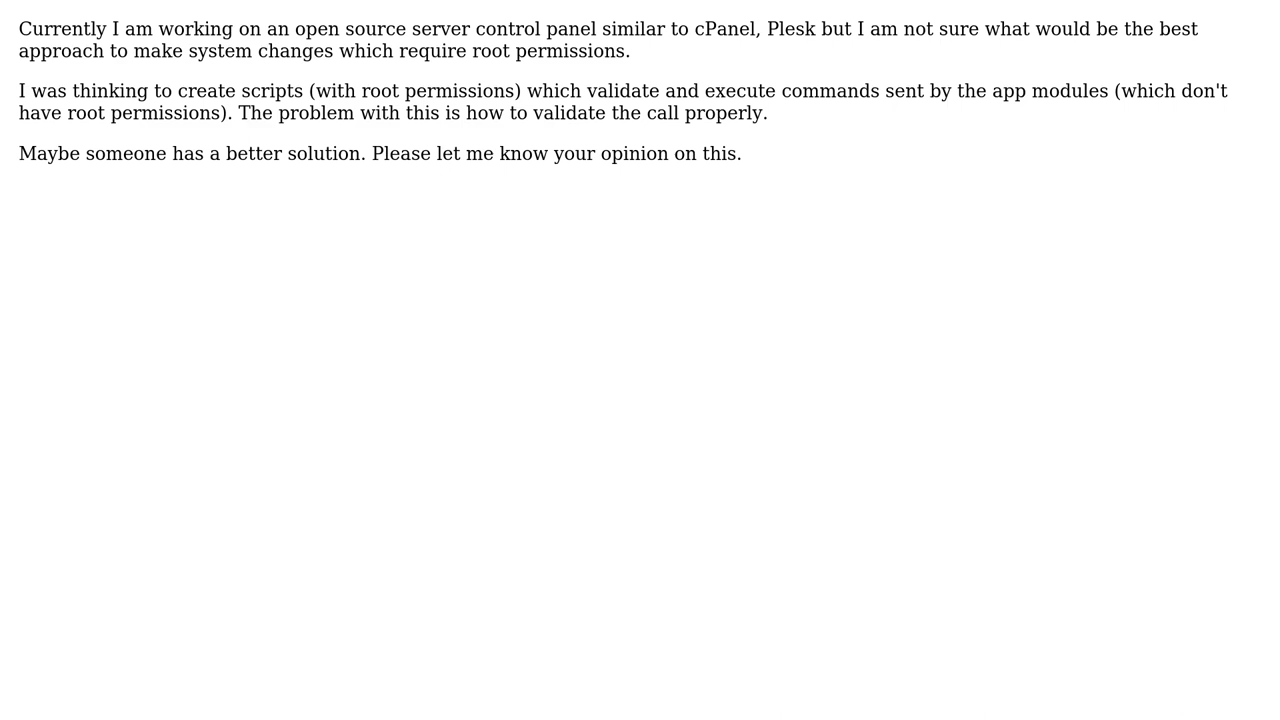 Currently I am working on an open source server control panel similar to cPanel, Plesk but I am not sure what would be the best
approach to make system changes which require root permissions.
I was thinking to create scripts (with root permissions) which validate and execute commands sent by the app modules (which don't
have root permissions). The problem with this is how to validate the call properly.
Maybe someone has a better solution. Please let me know your opinion on this.